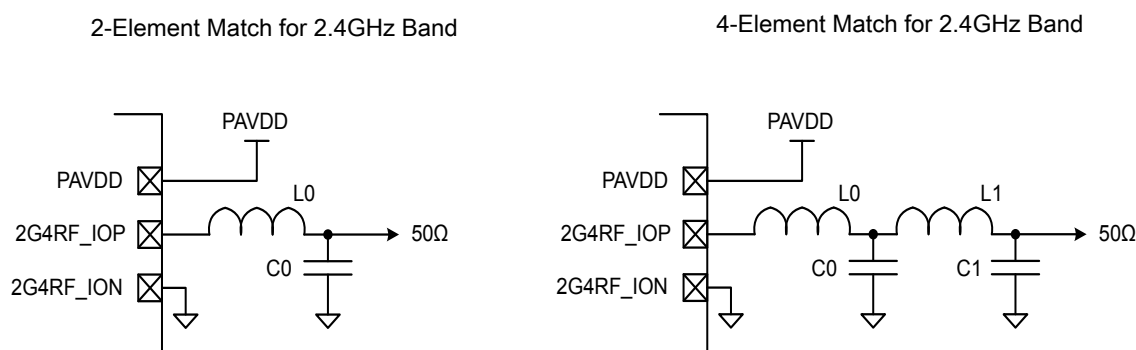 2-Element Match for 2.4GHz Band
PAVDD
PAVDD
L0
2G4RF_IOP
50Ω
C0
2G4RF_ION
4-Element Match for 2.4GHz Band
PAVDD
PAVDD
L0
L1
2G4RF_IOP
50Ω
C0
C1
2G4RF_ION